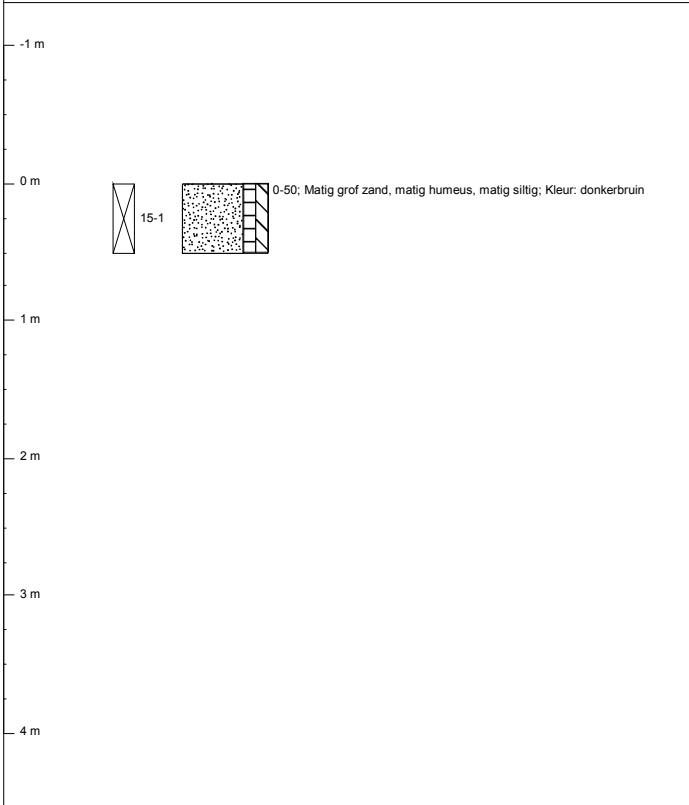 -1 m
0 m
0-50; Matig grof zand, matig humeus, matig siltig; Kleur: donkerbruin
15-1
1 m
2 m
3 m
4 m